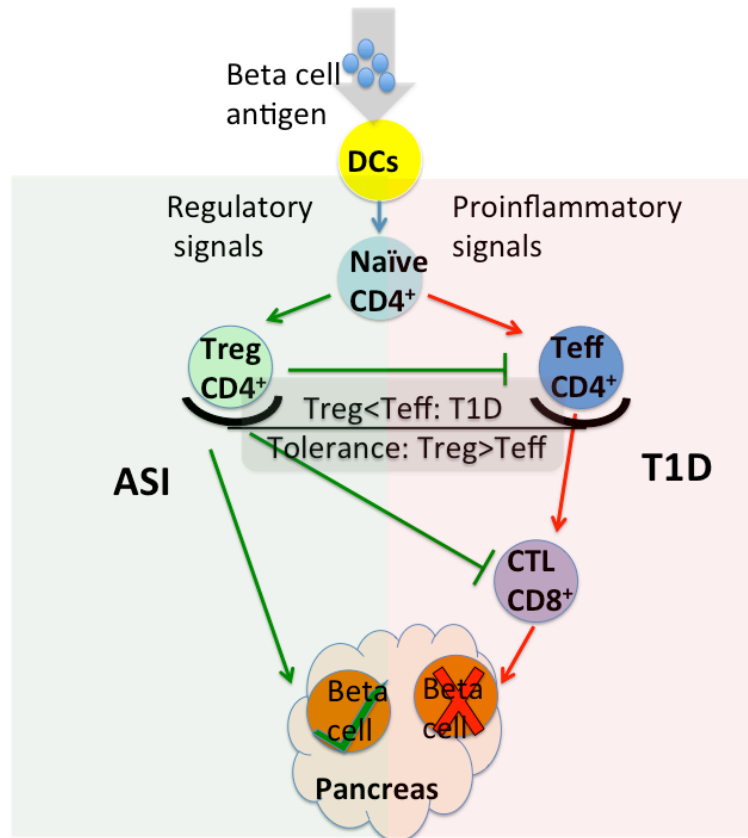 Beta cell
antigen
DCs
Regulatory
signals
Proinflammatory
signals
Naïve
CD4⁺
Treg
CD4⁺
Teff
CD4⁺
Treg<Teff: T1D
Tolerance: Treg>Teff
ASI
T1D
CTL
CD8⁺
Beta
cell
Beta
cell
Pancreas